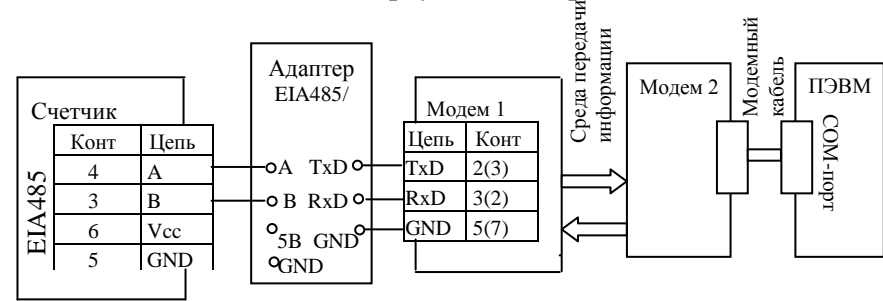 Счетчик
EIA485
Конт Цепь
4 A
3 B
6 Vcc
5 GND
Адаптер
EIA485/
A TxD
B RxD
5В GND
GND
Модем 1
Цепь Конт
TxD 2(3)
RxD 3(2)
GND 5(7)
Среда передачи
информации
Модем 2
Модемный
кабель
ПЭВМ
COM-порт